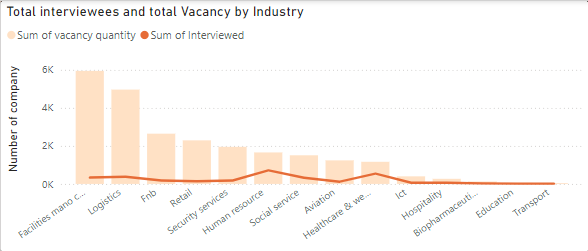 Total interviewees and total Vacancy by Industry
Sum of vacancy quantity Sum of Interviewed
Number of company
6K
4K
2K
0K
Facilities mano c...
Logistics
Fnb
Retail
Security services
Human resource
Social service
Aviation
Healthcare & we...
Ict
Hospitality
Biopharmaceuti...
Education
Transport